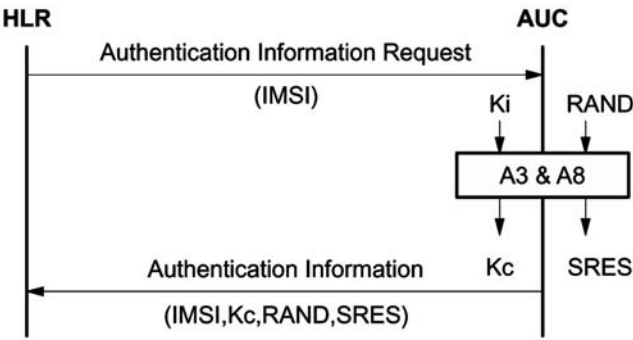 HLR AUC
Authentication Information Request
(IMSI)
Ki RAND
A3 & A8
Kc SRES
Authentication Information
(IMSI,Kc,RAND,SRES)